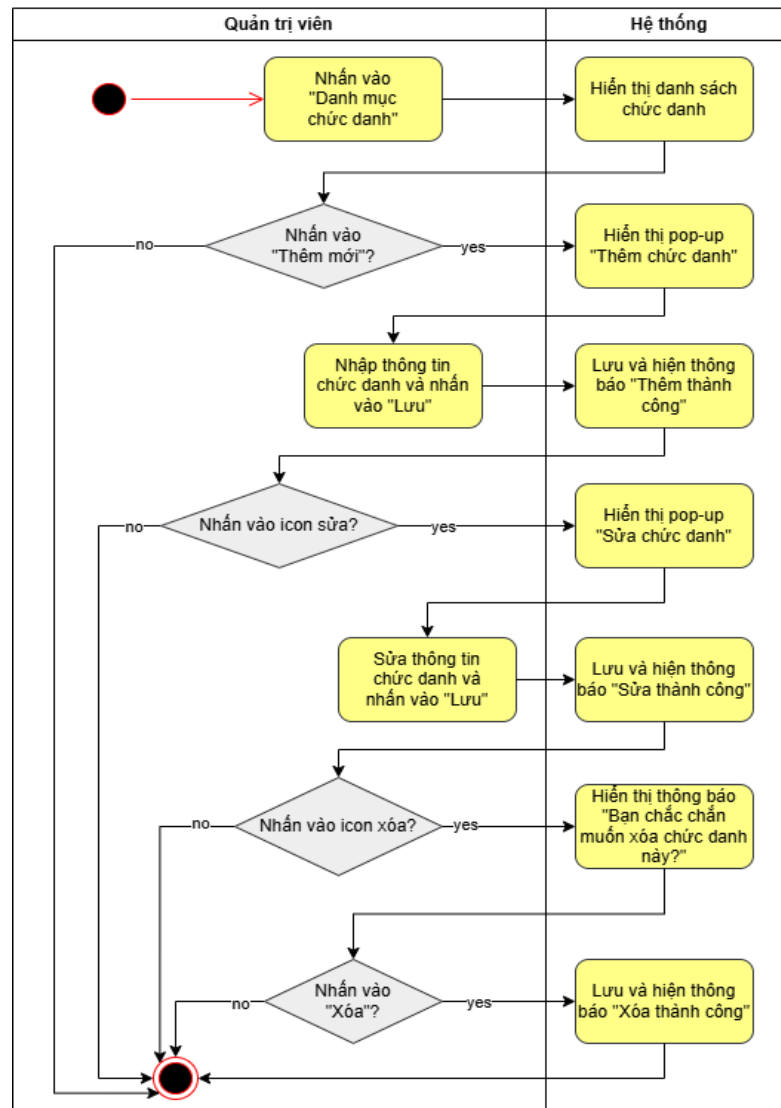 Quản trị viên
Hệ thống
Nhấn vào
"Danh mục
chức danh"
Hiển thị danh sách
chức danh
no
Nhấn vào
"Thêm mới"?
yes
Hiển thị pop-up
"Thêm chức danh"
Nhập thông tin
chức danh và nhấn
vào "Lưu"
Lưu và hiện thông
báo "Thêm thành
công"
no
Nhấn vào icon sửa?
yes
Hiển thị pop-up
"Sửa chức danh"
Sửa thông tin
chức danh và
nhấn vào "Lưu"
Lưu và hiện thông
báo "Sửa thành công"
no
Nhấn vào icon xóa?
yes
Hiển thị thông báo
"Bạn chắc chắn
muốn xóa chức danh
này?"
no
Nhấn vào
"Xóa"?
yes
Lưu và hiện thông
báo "Xóa thành công"